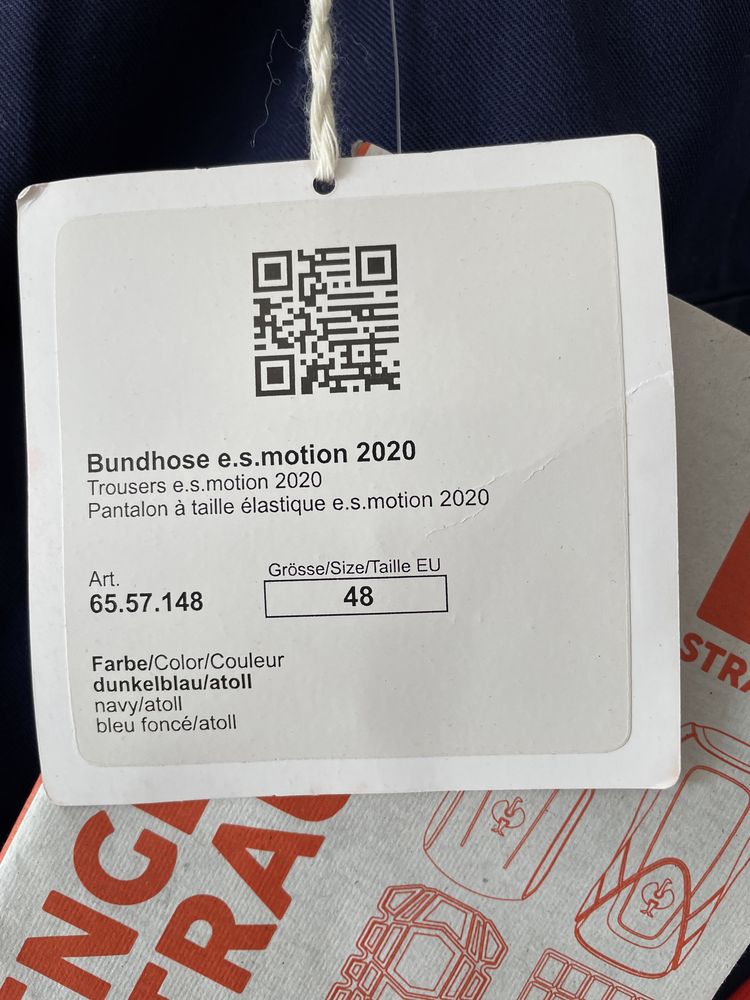 Bundhose e.s.motion 2020
Trousers e.s.motion 2020
Pantalon à taille élastique e.s.motion 2020
Art.
65.57.148
Grösse/Size/Taille EU
48
Farbe/Color/Couleur
dunkelblau/atoll
navy/atoll
bleu foncé/atoll